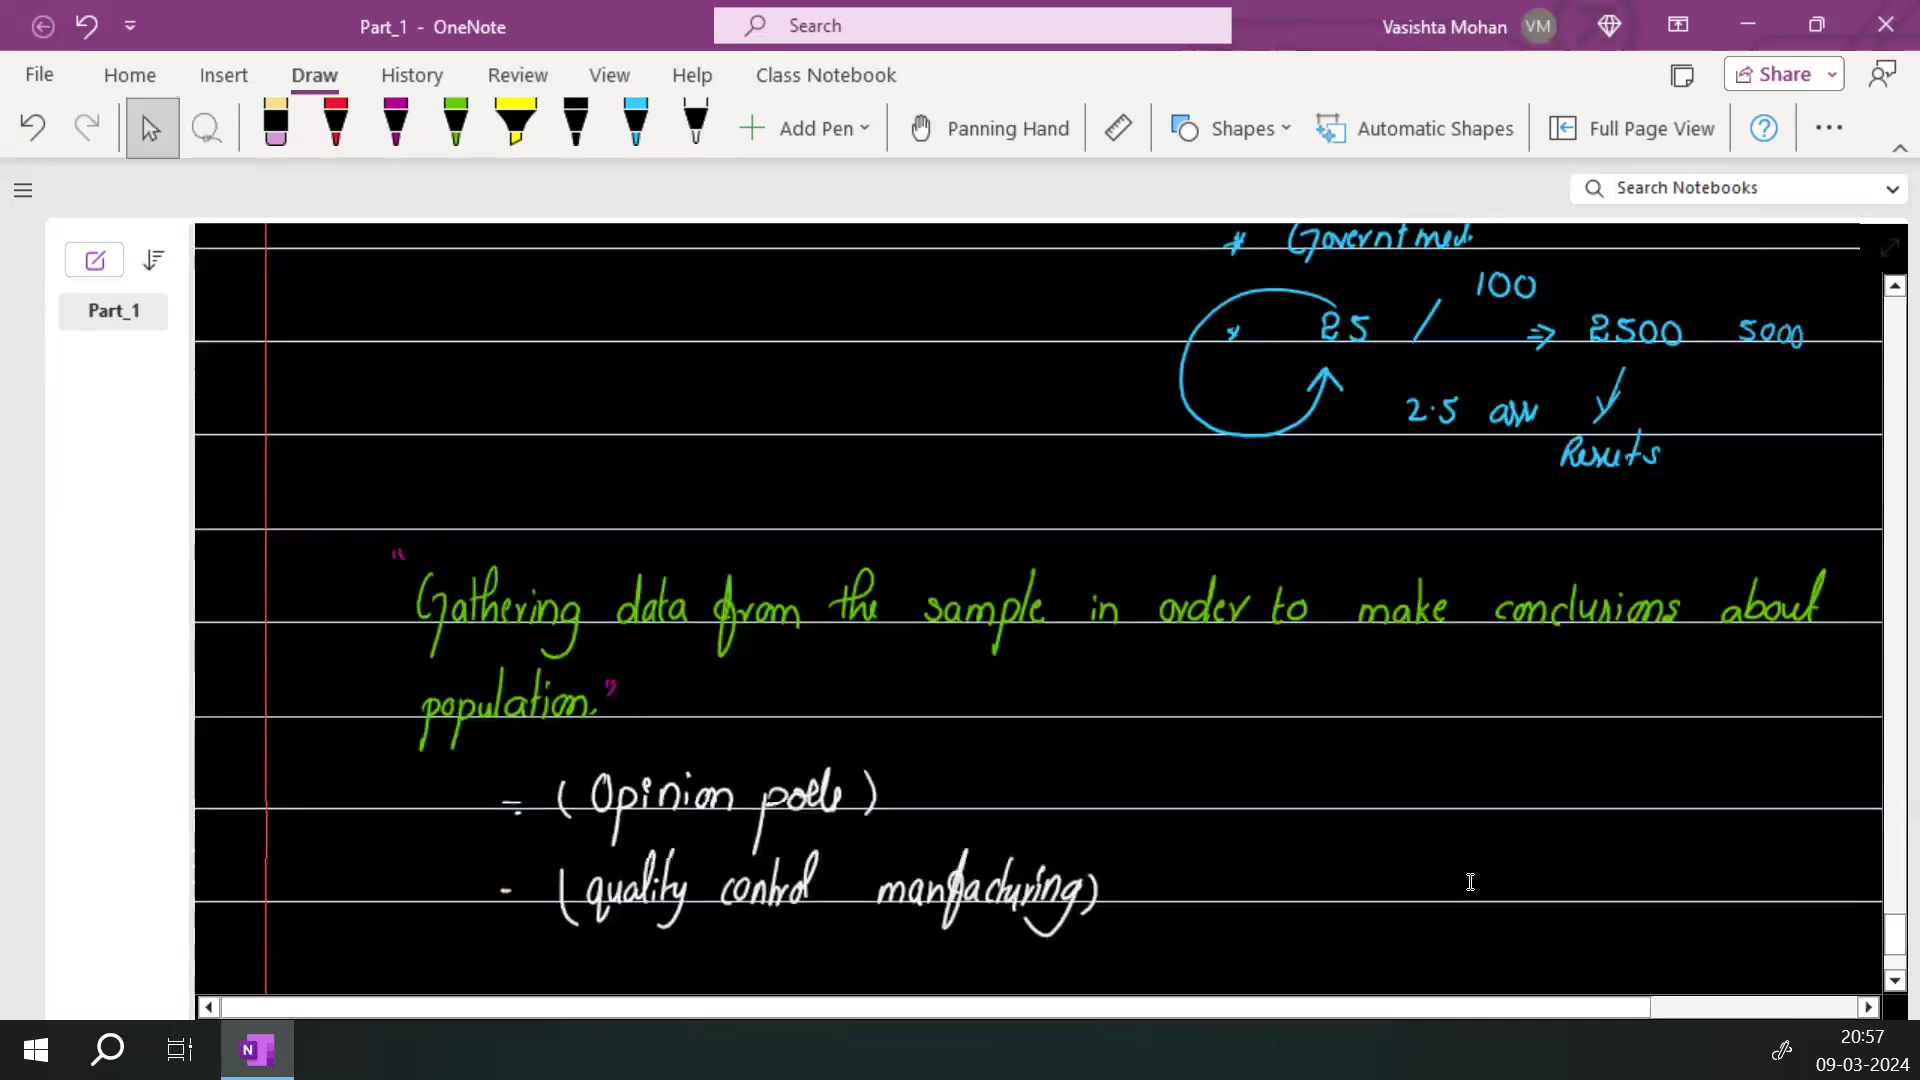 Part_1 - OneNote
Search
Vasishta Mohan
VM
File
Home
Insert
Draw
History
Review
View
Help
Class Notebook
Share
Add Pen
Panning Hand
Shapes
Automatic Shapes
Full Page View
Search Notebooks
Part_1
* Governtmed.
100
* 25 / => 2500 5000
2.5
Results
"Gathering data from the sample in order to make conclusions about
population."
- (Opinion polls)
- (quality control manfacturing)
N
20:57
09-03-2024